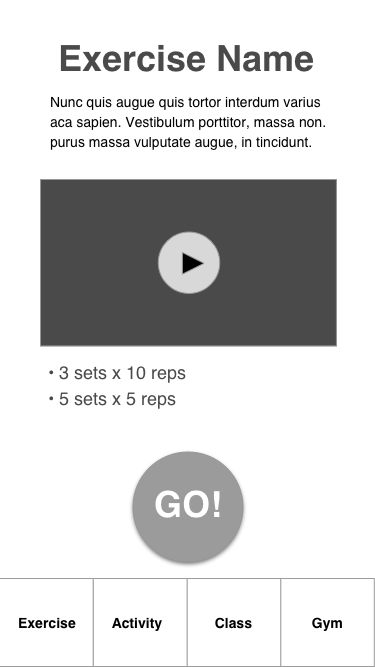 Exercise Name
Nunc quis augue quis tortor interdum varius
aca sapien. Vestibulum porttitor, massa non.
purus massa vulputate augue, in tincidunt.
• 3 sets x 10 reps
• 5 sets x 5 reps
GO!
Exercise Activity Class Gym